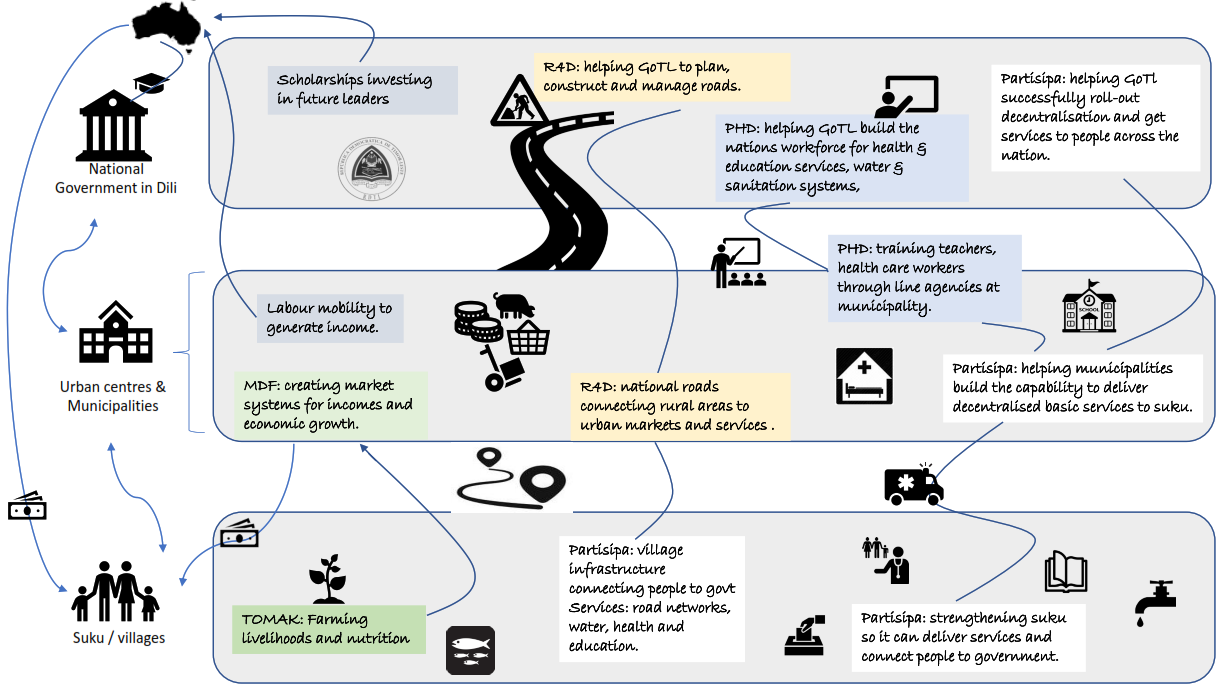 Scholarships investing
in future leaders
R4D: helping GoTL to plan,
construct and manage roads.
PHD: helping GoTL build the
nations workforce for health &
education services, water &
sanitation systems,
Partisipa: helping GoTl
successfully roll-out
decentralisation and get
services to people across the
nation.
National
Government in Dili
PHD: training teachers,
health care workers
through line agencies at
municipality.
Labour mobility to
generate income.
SCHOOL
Urban centres &
Municipalities
MDF: creating market
systems for incomes and
economic growth.
R4D: national roads
connecting rural areas to
urban markets and services .
Partisipa: helping municipalities
build the capability to deliver
decentralised basic services to suku.
Suku / villages
TOMAK: Farming
livelihoods and nutrition
Partisipa: village
infrastructure
connecting people to govt
Services: road networks,
water, health and
education.
Partisipa: strengthening suku
so it can deliver services and
connect people to government.